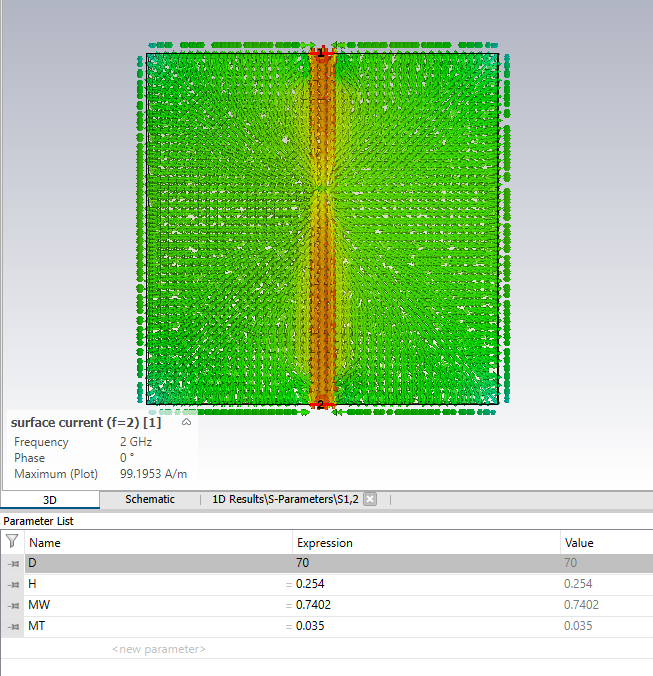 1
2
surface current (f=2) [1]
Frequency 2 GHz
Phase 0 °
Maximum (Plot) 99.1953 A/m
3D Schematic 1D Results\S-Parameters\S1,2
Parameter List
Name Expression Value
D 70 70
H = 0.254 0.254
MW = 0.7402 0.7402
MT = 0.035 0.035
<new parameter>